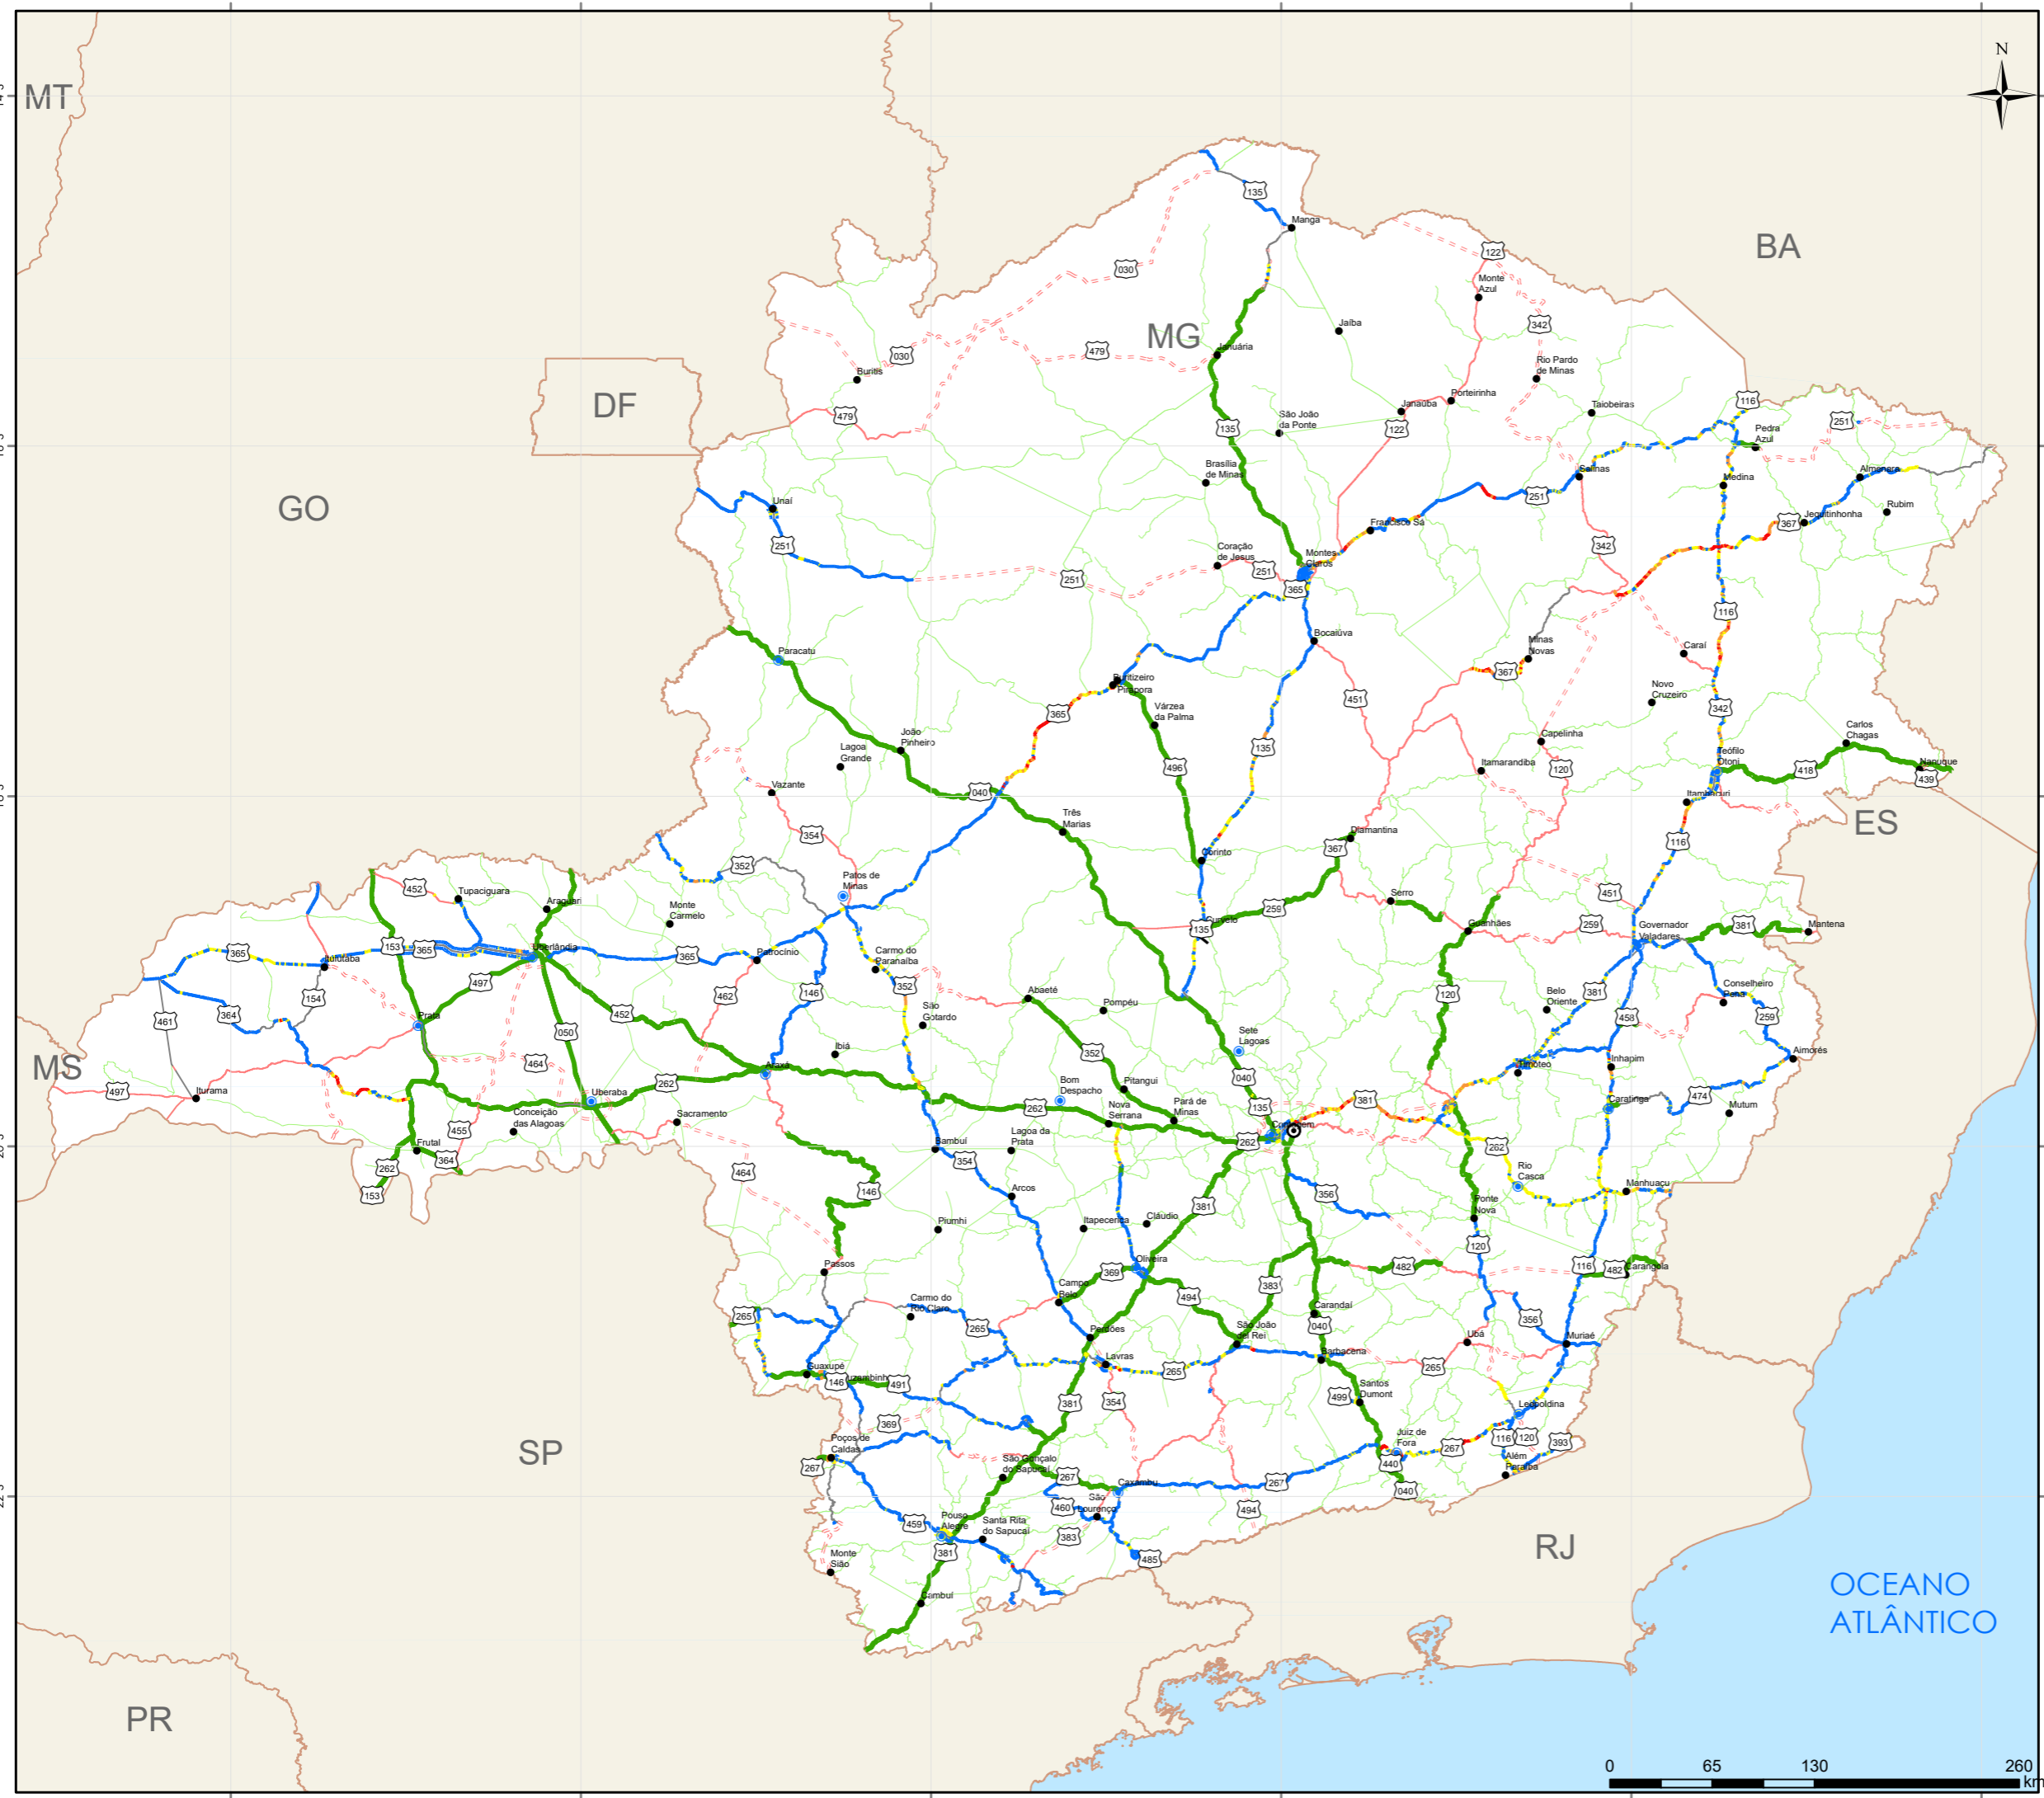 N
MT
135
Manga
BA
122
030
Monte
Azul
342
Jaíba
MG
479
030
Januária
Buritis
Rio Pardo
de Minas
DF
116
Porteirinha
Janaúba
Taiobeiras
479
São João
da Ponte
251
135
122
Pedra
Azul
Brasília
de Minas
Salinas
Almenara
Medina
GO
Unaí
251
Rubim
Francisco Sá
367
Jequitinhonha
251
Coração
de Jesus
Montes
Claros
342
251
251
365
116
Bocaiúva
Paracatu
Minas
Novas
Caraí
367
Buritizeiro
Pirapora
Novo
Cruzeiro
451
342
365
Várzea
da Palma
Carlos
Chagas
João
Pinheiro
Capelinha
135
Lagoa
Grande
Teófilo
Otoni
496
Itamarandiba
120
418
Nanuque
439
Vazante
040
Itambacuri
Três
Marias
ES
354
Diamantina
116
367
Corinto
352
Patos de
Minas
452
Tupaciguara
Serro
451
Araguari
259
Monte
Carmelo
Curvelo
135
Guanhães
259
Governador
Valadares
381
Mantena
153
365
Uberlândia
365
365
Patrocínio
Ituiutaba
Carmo do
Paranaíba
497
352
462
146
154
381
Belo
Oriente
120
Conselheiro
Pena
Abaeté
Pompéu
São
Gotardo
461
364
452
Prata
458
259
050
Sete
Lagoas
Ibiá
352
MS
464
Inhapim
Aimorés
Timóteo
Araxá
040
497
Iturama
262
Uberaba
Bom
Despacho
Pitangui
Caratinga
474
381
Mutum
262
Nova
Serrana
Pará de
Minas
135
Conceição
das Alagoas
Sacramento
455
Lagoa da
Prata
Contagem
262
262
Frutal
Bambuí
364
354
262
464
Rio
Casca
153
146
Arcos
356
Manhuaçu
381
Ponte
Nova
Piumhi
Itapecerica
Cláudio
120
Oliveira
116
482
Carangola
482
Passos
369
383
Campo
Belo
494
Carmo do
Rio Claro
265
265
Carandaí
040
356
São João
del Rei
Perdões
Ubá
Muriaé
Barbacena
Lavras
265
265
Guaxupé
146
491
499
Santos
Dumont
381
354
Leopoldina
369
Juiz de
Fora
116
120
393
Poços de
Caldas
267
267
São Gonçalo
do Sapucaí
Além
Paraíba
440
267
Caxambu
267
040
460
São
Lourenço
494
SP
459
Pouso
Alegre
Santa Rita
do Sapucaí
383
RJ
381
485
Monte
Sião
OCEANO
ATLÂNTICO
Cambuí
PR
0 65 130 260
km